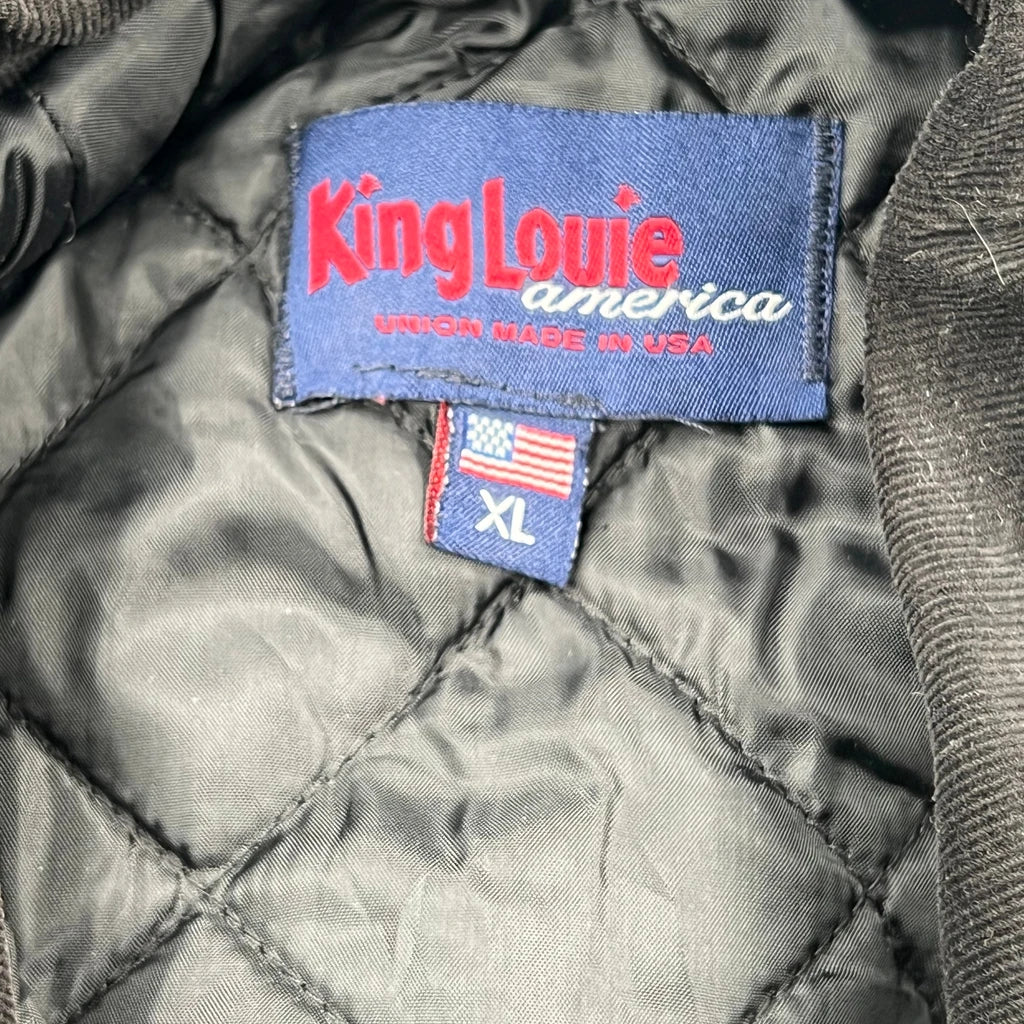 King Louie
america
UNION MADE IN USA
XL